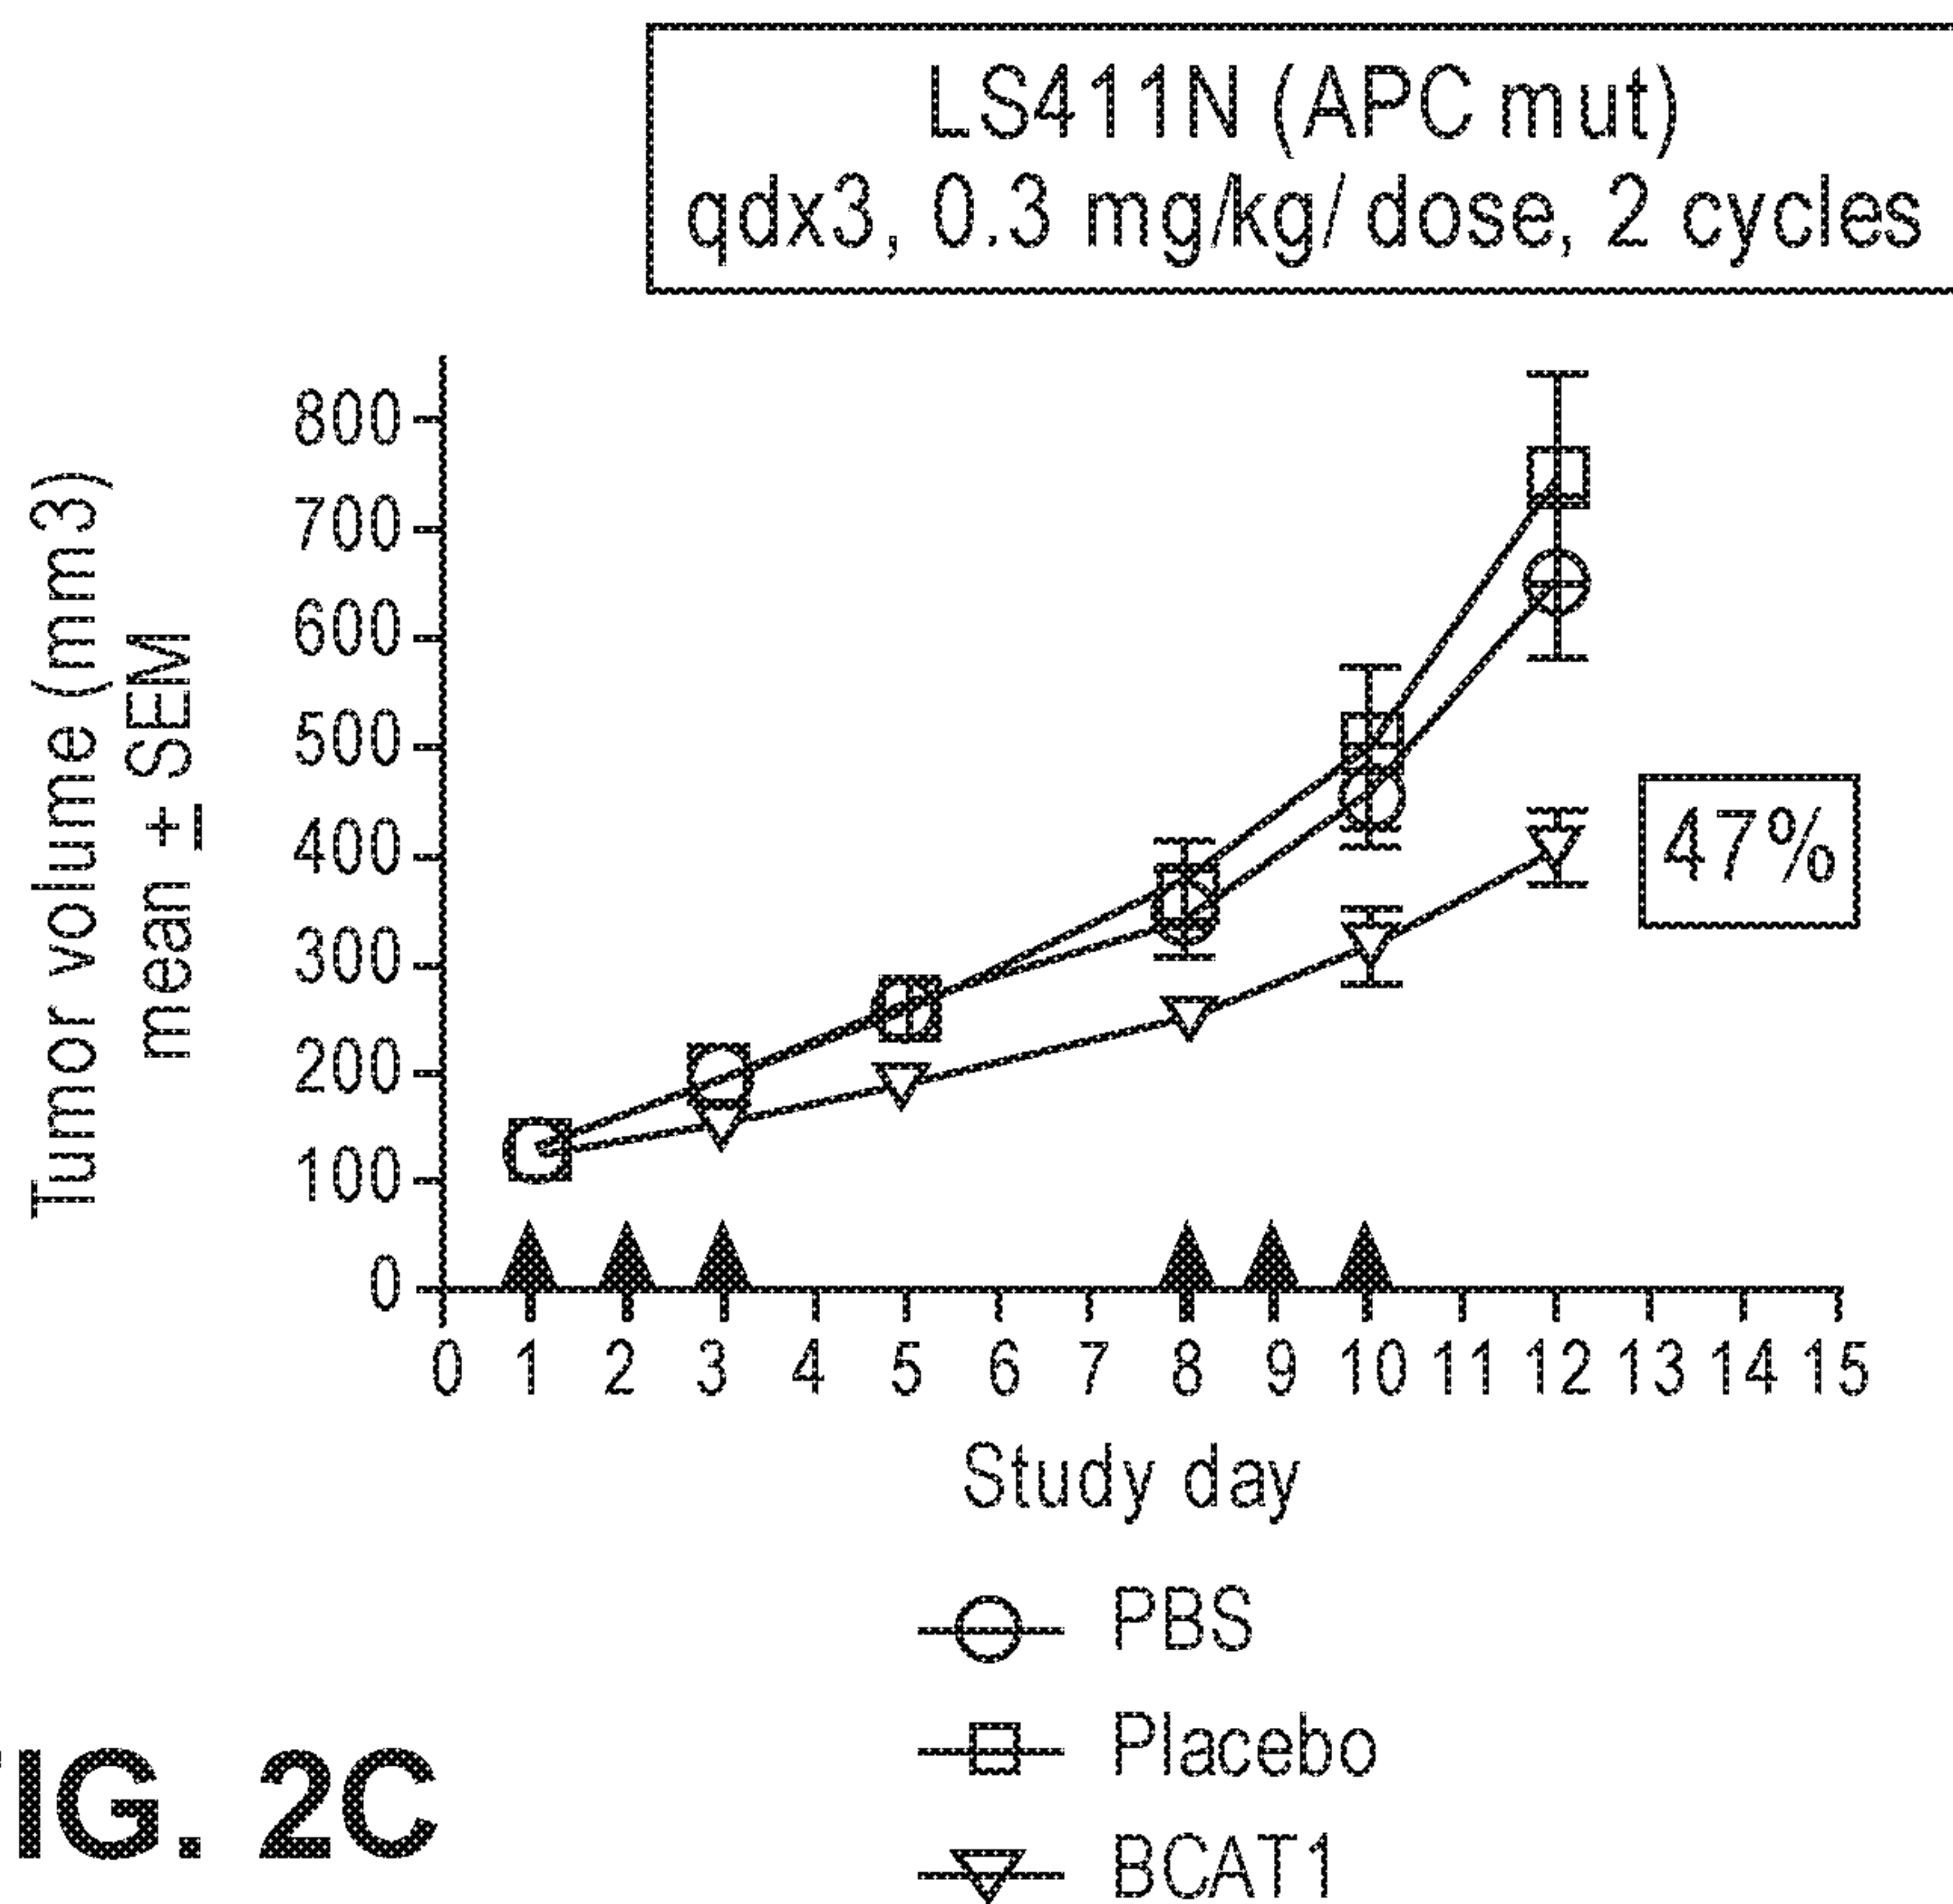 LS411N (APC mut)
qdx3, 0.3 mg/kg/dose, 2 cycles
Tumor volume (mm3)
mean ± SEM
800
700
600
500
400
300
200
100
0
47%
0 1 2 3 4 5 6 7 8 9 10 11 12 13 14 15
Study day
PBS
Placebo
BCAT1
IG. 2C